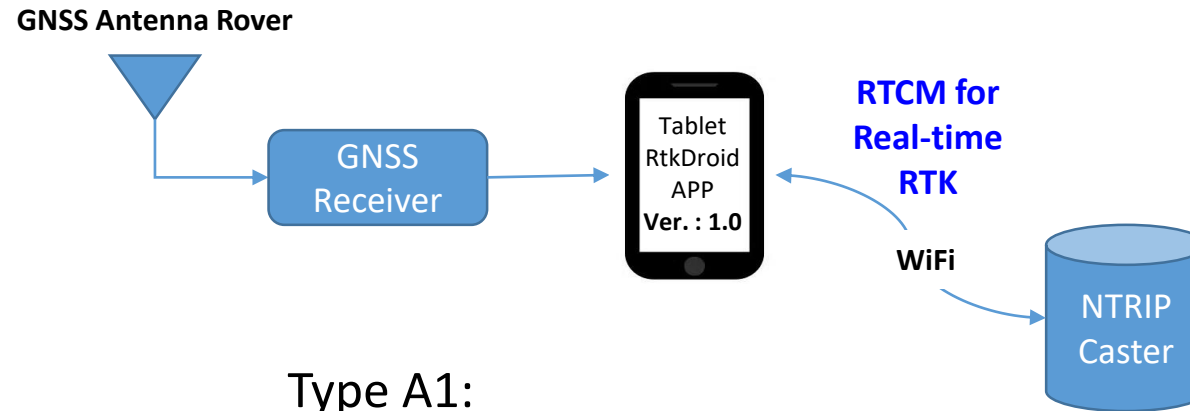 GNSS Antenna Rover
GNSS
Receiver
Tablet
RtkDroid
APP
Ver. : 1.0
RTCM for
Real-time
RTK
WiFi
NTRIP
Caster
Type A1: